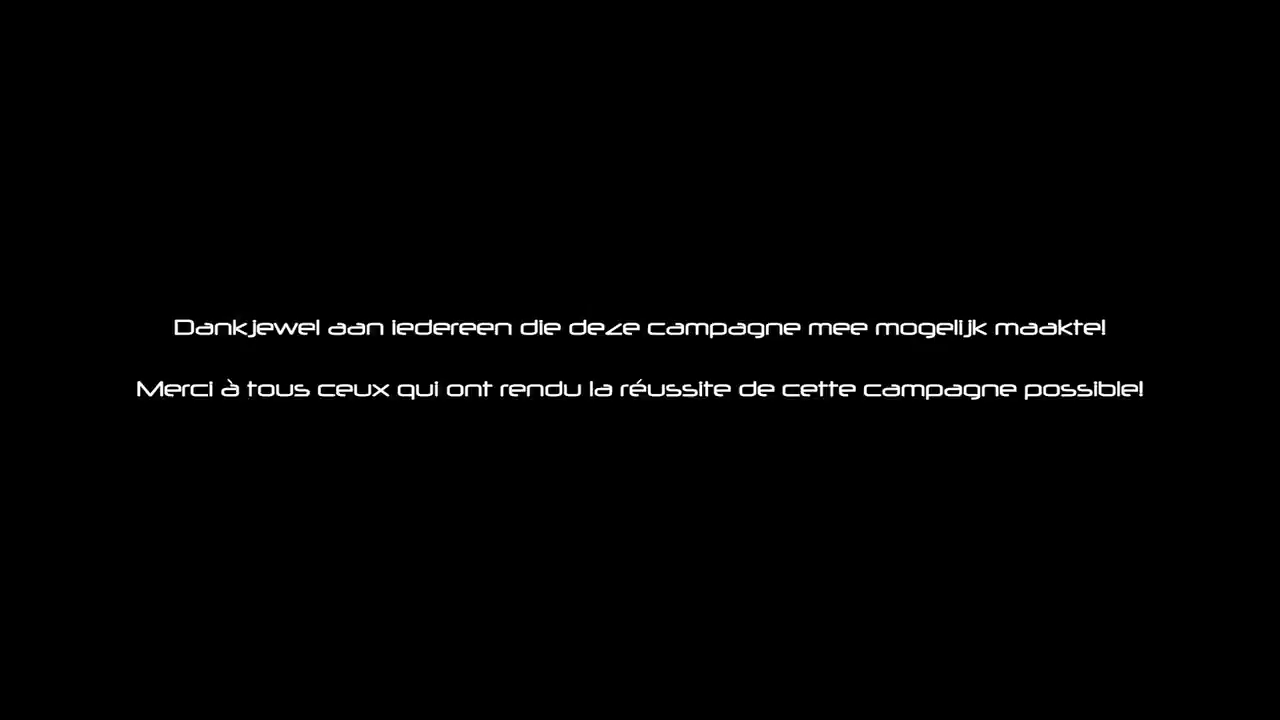 Dankjewel aan iedereen die deze campagne mee mogelijk maakte!
Merci à tous ceux qui ont rendu la réussite de cette campagne possible!